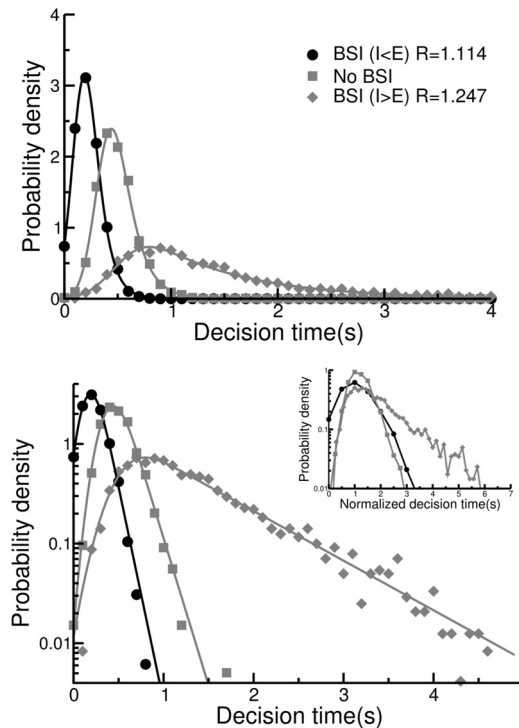 4
3
2
1
0
Probability density
BSI (I<E) R=1.114
No BSI
BSI (I>E) R=1.247
0 1 2 3 4
Decision time(s)
1
0.1
0.01
Probability density
0 1 2 3 4
Decision time(s)
1
0.1
0.01
Probability density
0 1 2 3 4 5 6 7
Normalized decision time(s)